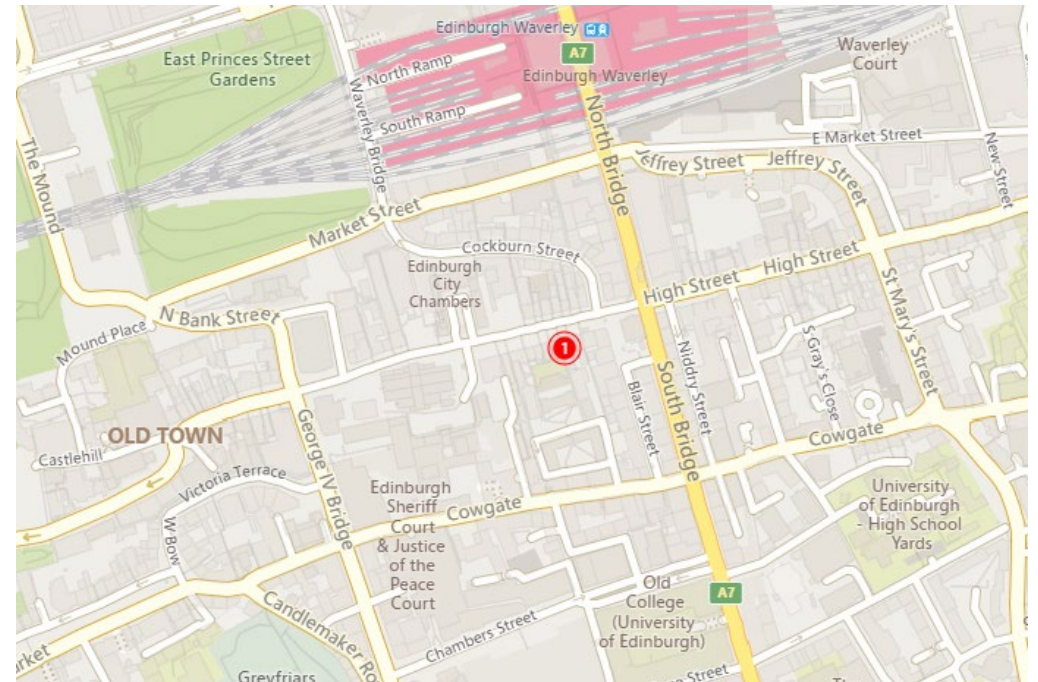 Edinburgh Waverley
A7
Edinburgh Waverley
East Princes Street
Gardens
North Ramp
South Ramp
Waverley Bridge
Waverley
Court
E Market Street
New Street
The Mound
North Bridge
Jeffrey Street
Jeffrey Street
Market Street
Cockburn Street
Edinburgh
City
Chambers
High Street
High Street
St Mary's Street
N Bank Street
Mound Place
1
South Bridge
Niddry Street
Blair Street
S Gray's Close
OLD TOWN
Castlehill
Victoria Terrace
George IV Bridge
W Bow
Cowgate
Cowgate
Edinburgh
Sheriff
Court
& Justice
of the
Peace
Court
University
of Edinburgh
- High School
Yards
Old
College
(University
of Edinburgh)
A7
Candlemaker Ro
Chambers Street
Greyfriars
Street